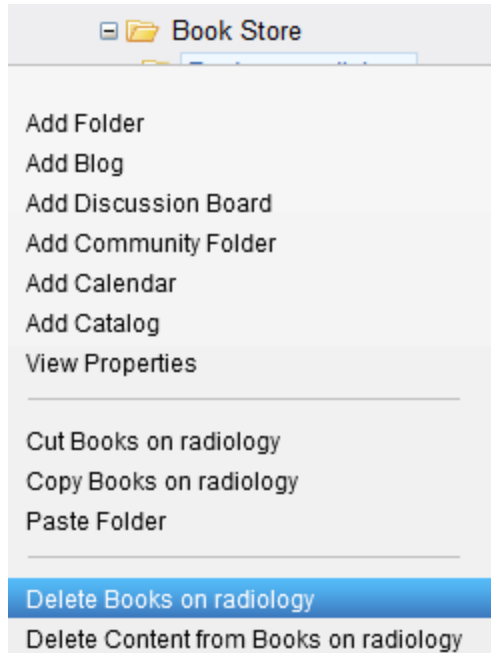 Book Store
Add Folder
Add Blog
Add Discussion Board
Add Community Folder
Add Calendar
Add Catalog
View Properties
Cut Books on radiology
Copy Books on radiology
Paste Folder
Delete Books on radiology
Delete Content from Books on radiology